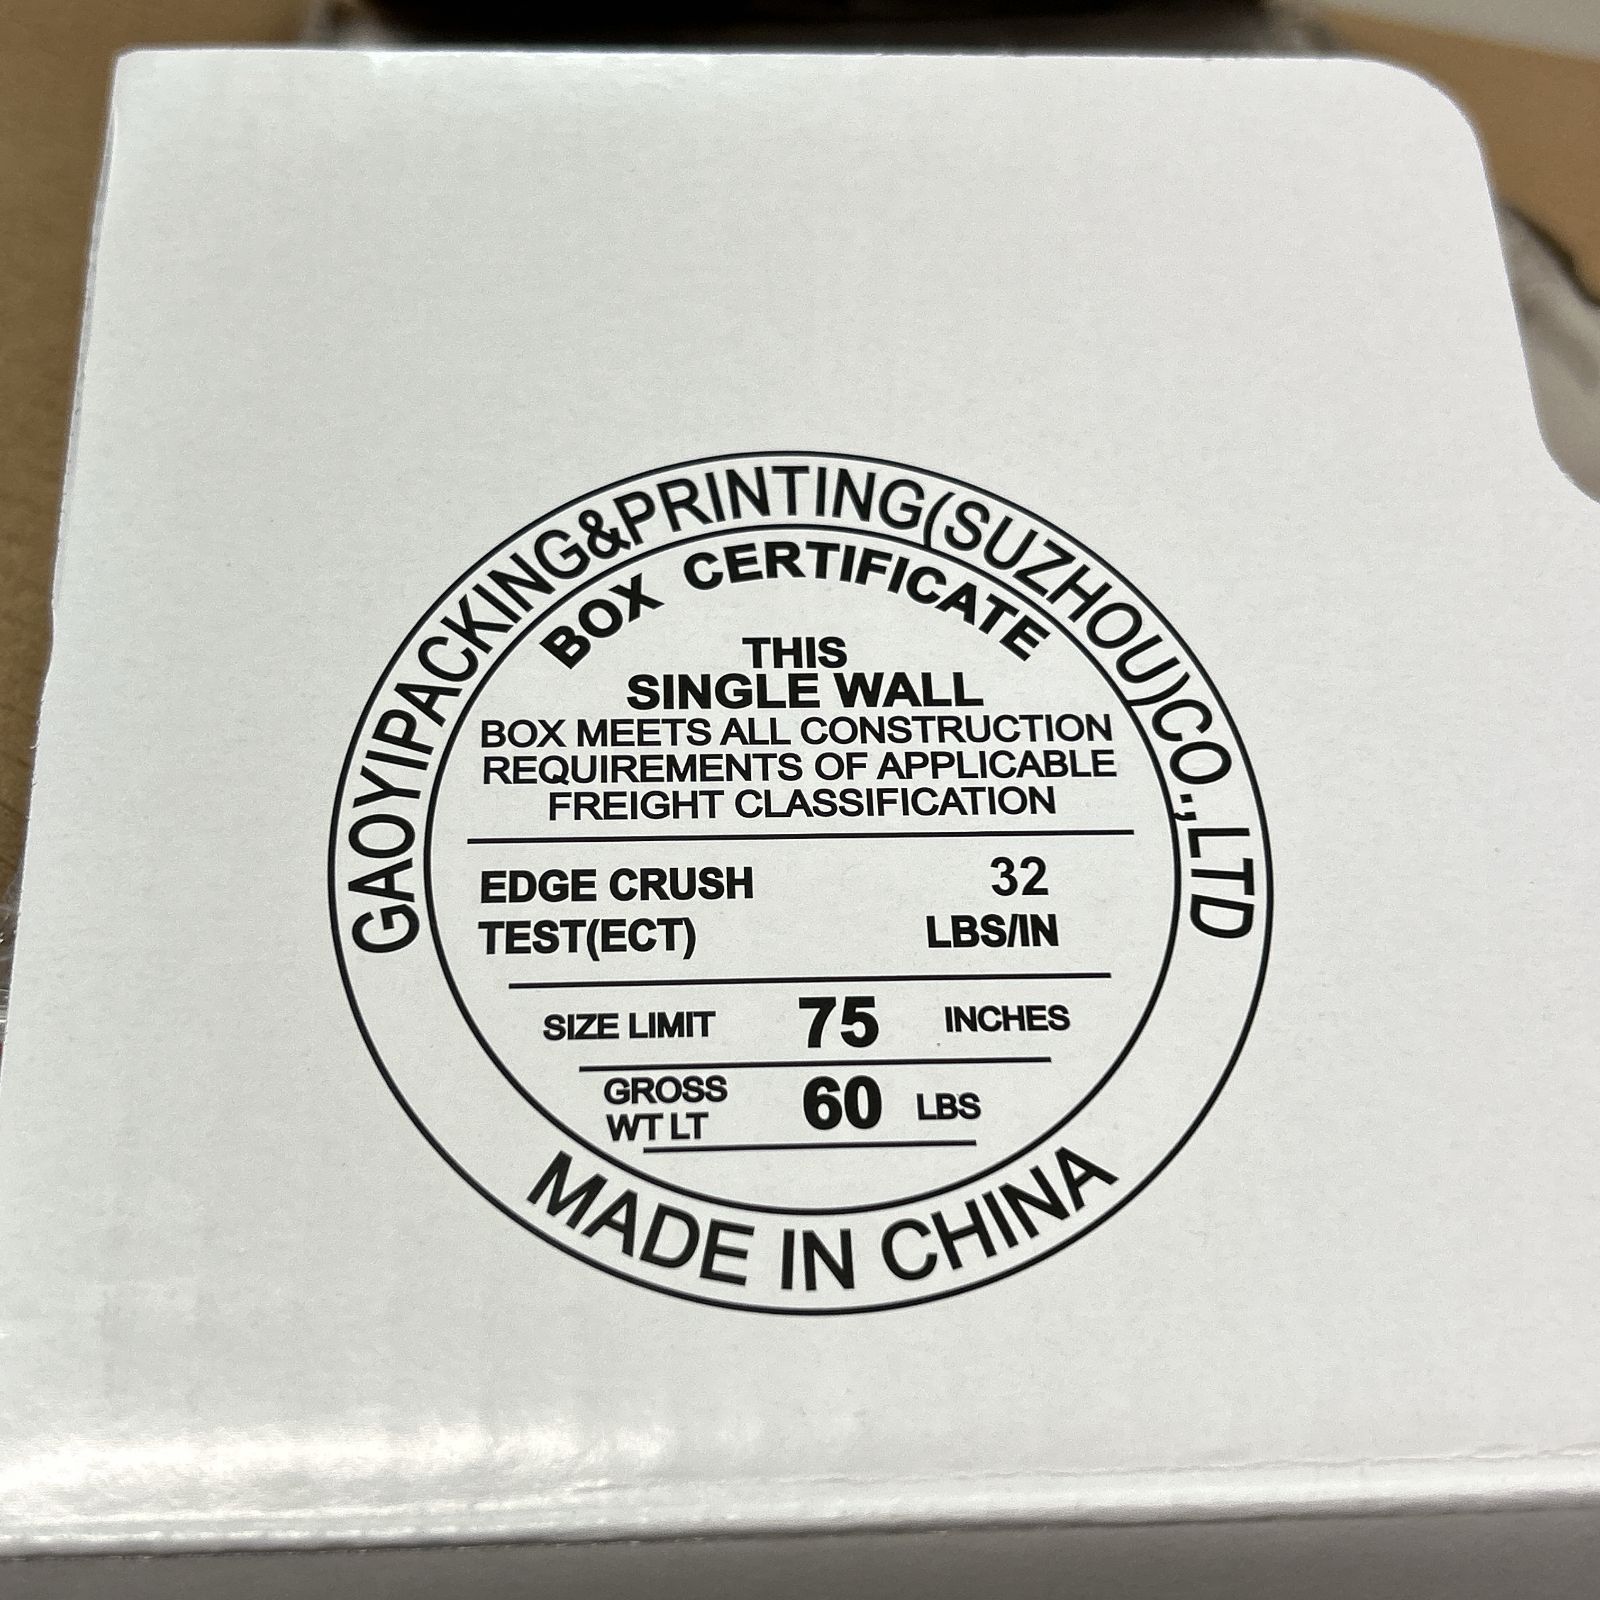 GAOYIPACKING&PRINTING(SUZHOU)CO.,LTD
BOX CERTIFICATE
THIS
SINGLE WALL
BOX MEETS ALL CONSTRUCTION
REQUIREMENTS OF APPLICABLE
FREIGHT CLASSIFICATION
EDGE CRUSH 32
TEST(ECT) LBS/IN
SIZE LIMIT 75 INCHES
GROSS
WT LT 60 LBS
MADE IN CHINA